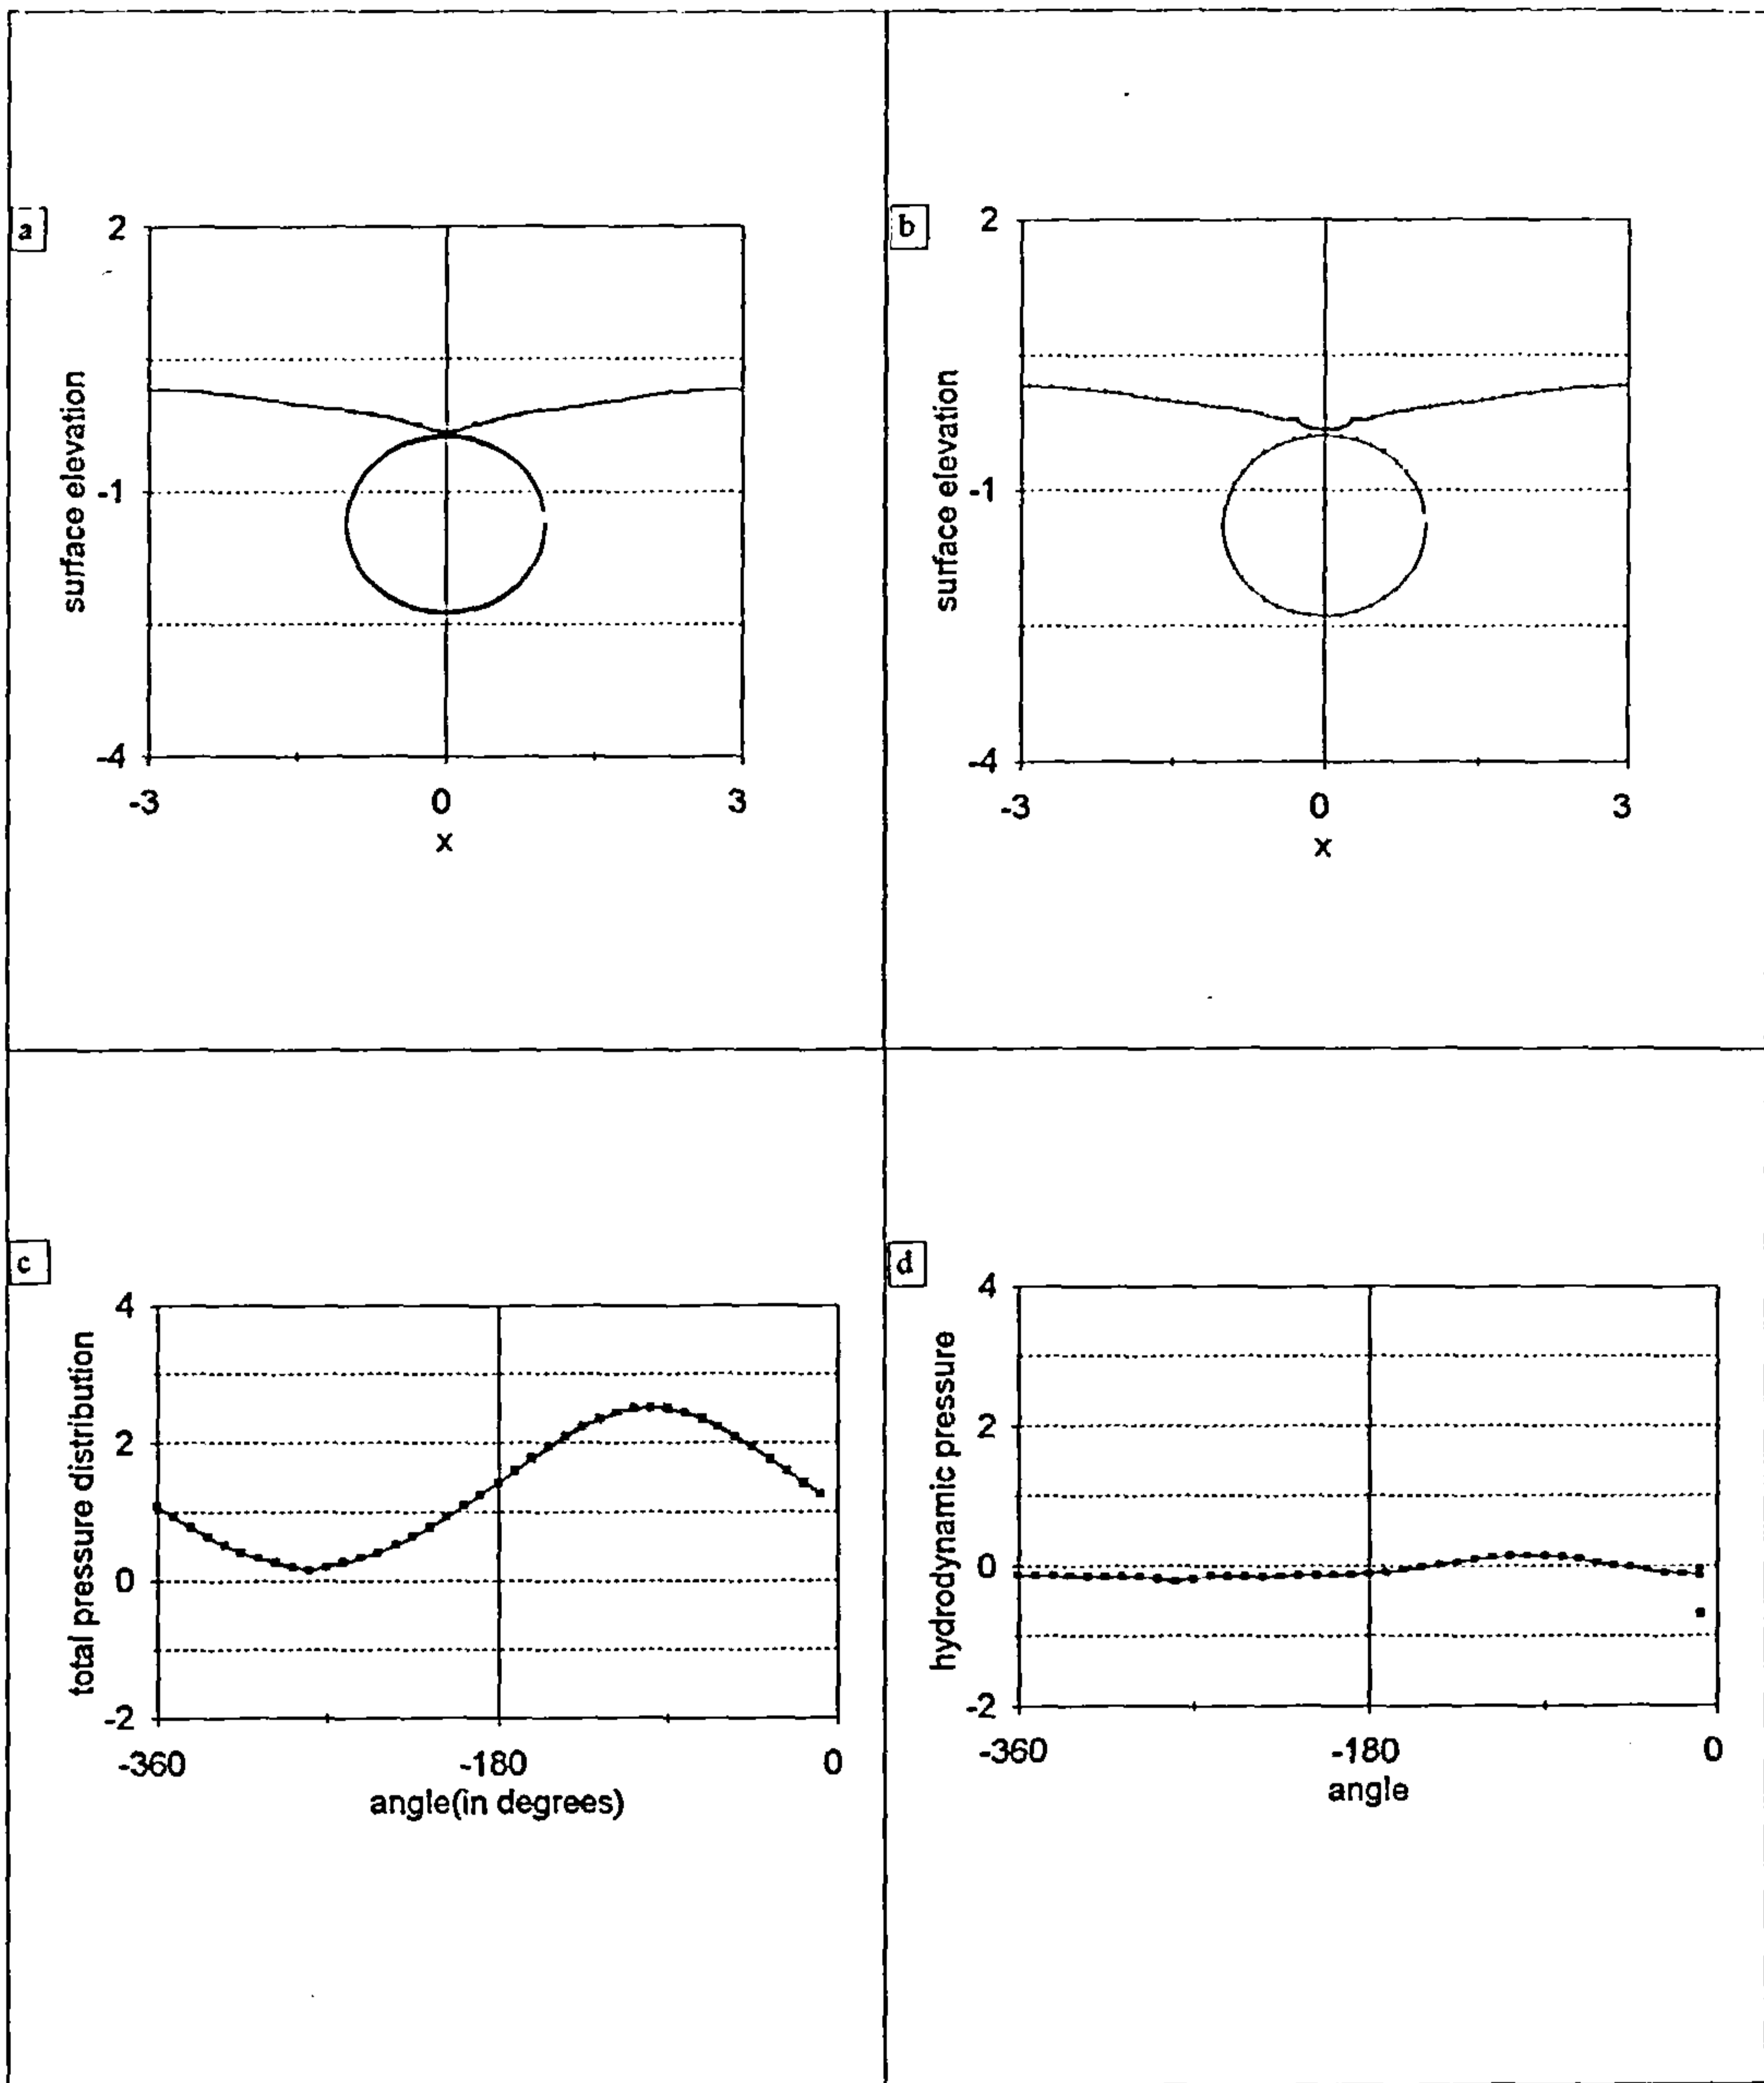 a
2
surface elevation
-1
-4
-3 0 3
x
b
2
surface elevation
-1
-4
-3 0 3
x
c
4
total pressure distribution
2
0
-2
-360 -180 0
angle(in degrees)
d
4
hydrodynamic pressure
2
0
-2
-360 -180 0
angle